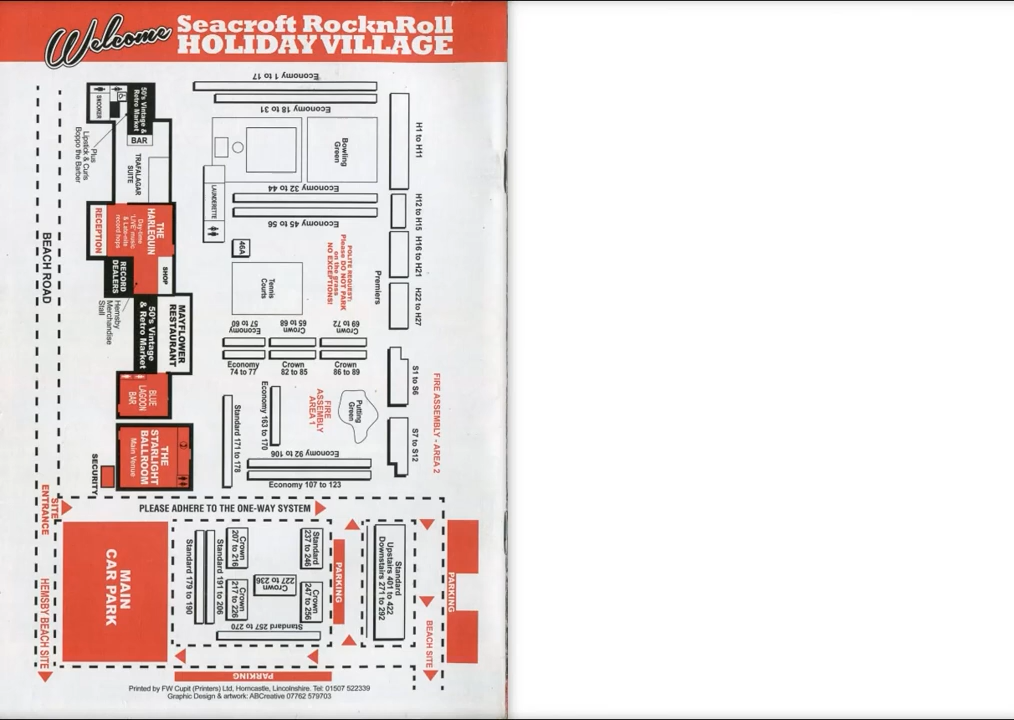 Welcome
Seacroft RocknRoll
HOLIDAY VILLAGE
Economy 1 to 17
Economy 18 to 31
SNOOKER
50's Vintage &
Retro Market
BAR
Plus
Lipstick & Curls
Boppo the Barber
TRAFALAGAR
SUITE
Bowling
Green
H1 to H11
LAUNDERETTE
Economy 32 to 44
Economy 45 to 56
H12 to H15
H16 to H21
H22 to H27
RECEPTION
THE
HARLEQUIN
Day-time
'LIVE' music
& Late-nite
record hops
SHOP
RECORD
DEALERS
46A
POLITE REQUEST:
Please DO NOT PARK
on the grass
NO EXCEPTIONS!
Premiers
Tennis
Courts
BEACH ROAD
Hemsby
Merchandise
Stall
50's Vintage
& Retro Market
MAYFLOWER
RESTAURANT
Economy
57 to 60
Crown
65 to 68
Crown
69 to 72
Economy
74 to 77
Crown
82 to 85
Crown
86 to 89
S1 to S6
BLUE
LAGOON
BAR
Standard 171 to 178
Economy 163 to 170
FIRE
ASSEMBLY
AREA 1
Putting
Green
S7 to S12
FIRE ASSEMBLY - AREA 2
THE
STARLIGHT
BALLROOM
Main Venue
SECURITY
Economy 92 to 106
Economy 107 to 123
SITE
ENTRANCE
PLEASE ADHERE TO THE ONE-WAY SYSTEM
MAIN
CAR PARK
Standard 179 to 190
Standard 191 to 206
Crown
207 to 216
Crown
217 to 226
Crown
227 to 236
Standard
237 to 246
Crown
247 to 256
Standard 257 to 270
PARKING
Standard
Upstairs 401 to 422
Downstairs 271 to 292
PARKING
HEMSBY BEACH SITE
BEACH SITE
PARKING
Printed by FW Cupit (Printers) Ltd, Horncastle, Lincolnshire. Tel: 01507 522339
Graphic Design & artwork: ABCreative 07762 579703